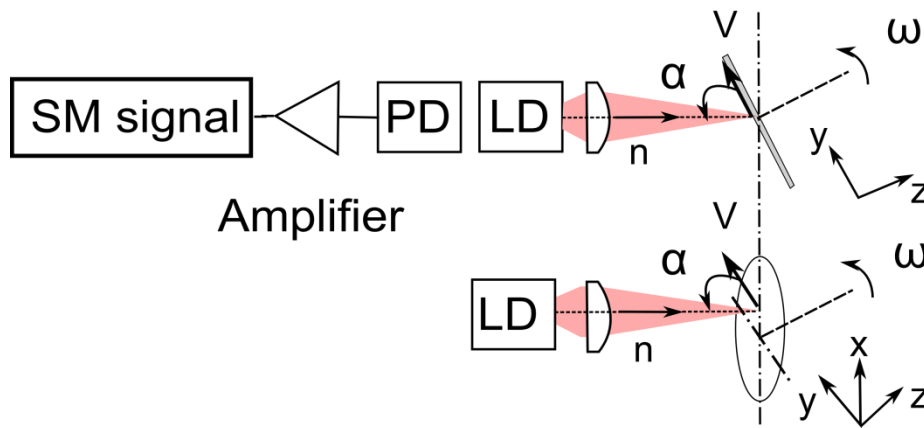 V ω
α
SM signal PD LD
n y
z
Amplifier
V
α ω
LD
n x
y z